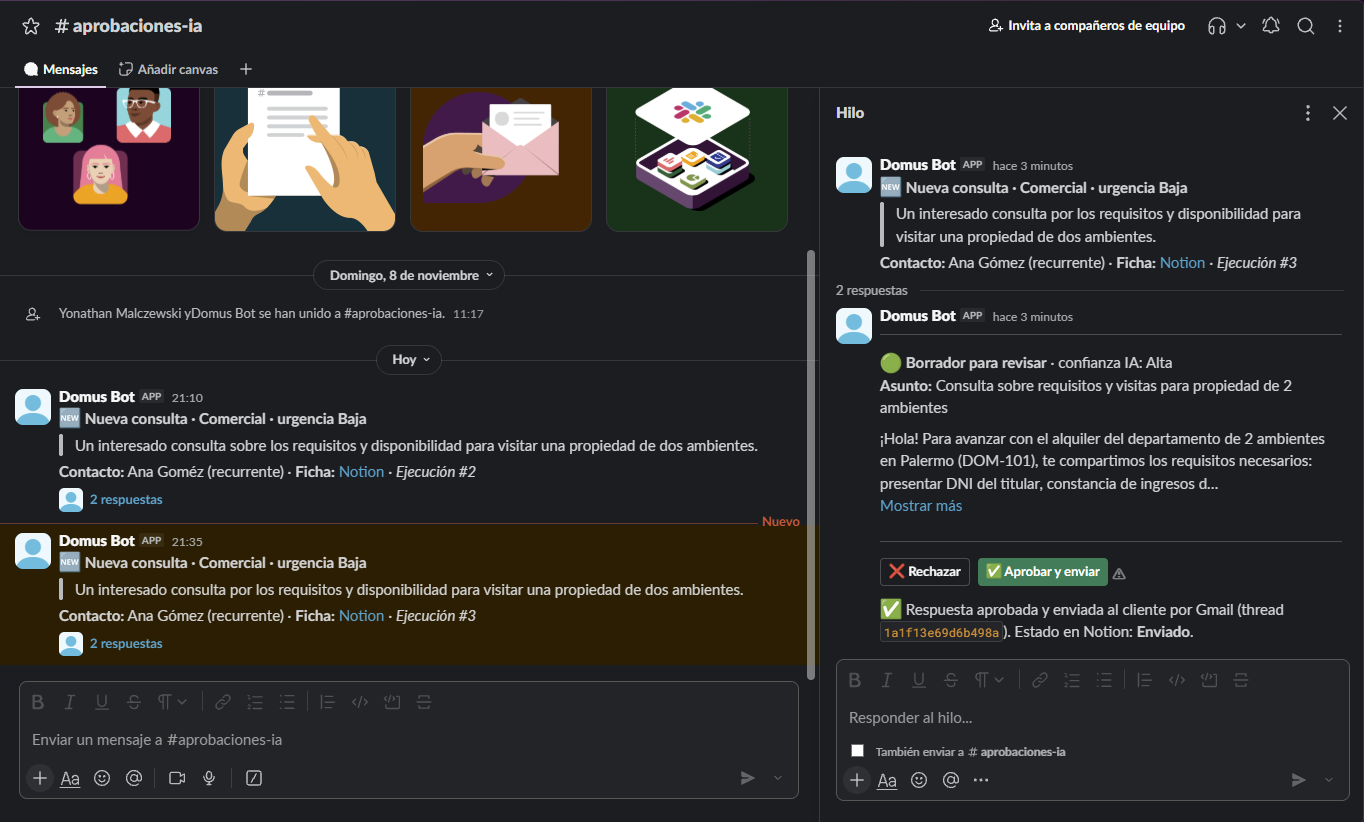 # aprobaciones-ia
Invita a compañeros de equipo
Mensajes
Añadir canvas
Domingo, 8 de noviembre
Yonathan Malczewski yDomus Bot se han unido a #aprobaciones-ia. 11:17
Hoy
Domus Bot APP 21:10
NEW Nueva consulta · Comercial · urgencia Baja
Un interesado consulta sobre los requisitos y disponibilidad para visitar una propiedad de dos ambientes.
Contacto: Ana Goméz (recurrente) · Ficha: Notion · Ejecución #2
2 respuestas
Nuevo
Domus Bot APP 21:35
NEW Nueva consulta · Comercial · urgencia Baja
Un interesado consulta por los requisitos y disponibilidad para visitar una propiedad de dos ambientes.
Contacto: Ana Gómez (recurrente) · Ficha: Notion · Ejecución #3
2 respuestas
Enviar un mensaje a #aprobaciones-ia
Hilo
Domus Bot APP hace 3 minutos
NEW Nueva consulta · Comercial · urgencia Baja
Un interesado consulta por los requisitos y disponibilidad para
visitar una propiedad de dos ambientes.
Contacto: Ana Gómez (recurrente) · Ficha: Notion · Ejecución #3
2 respuestas
Domus Bot APP hace 3 minutos
Borrador para revisar · confianza IA: Alta
Asunto: Consulta sobre requisitos y visitas para propiedad de 2
ambientes
¡Hola! Para avanzar con el alquiler del departamento de 2 ambientes
en Palermo (DOM-101), te compartimos los requisitos necesarios:
presentar DNI del titular, constancia de ingresos d...
Mostrar más
Rechazar
Aprobar y enviar
Respuesta aprobada y enviada al cliente por Gmail (thread
1a1f13e69d6b498a). Estado en Notion: Enviado.
Responder al hilo...
También enviar a # aprobaciones-ia